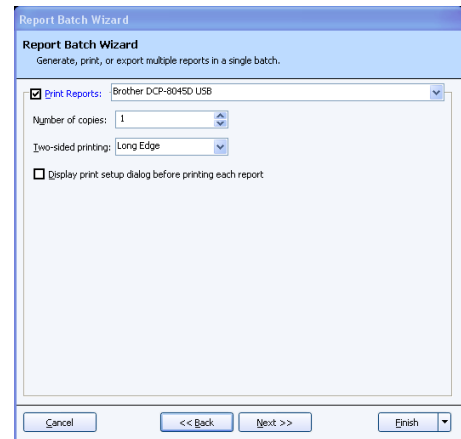 Report Batch Wizard
Report Batch Wizard
Generate, print, or export multiple reports in a single batch.
Print Reports: Brother DCP-8045D USB
Number of copies: 1
Two-sided printing: Long Edge
Display print setup dialog before printing each report
Cancel << Back Next >> Finish